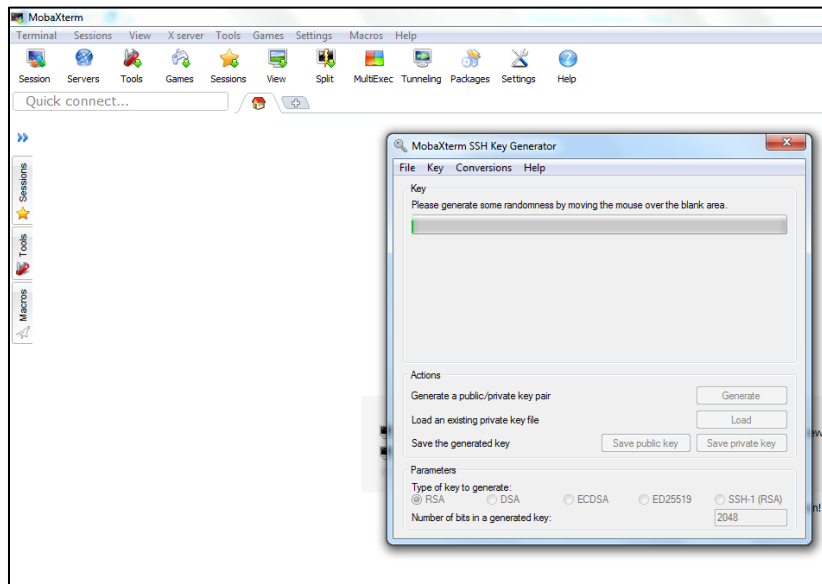 MobaXterm
Terminal Sessions View X server Tools Games Settings Macros Help
Session Servers Tools Games Sessions View Split MultiExec Tunneling Packages Settings Help
Quick connect...
Sessions
Tools
Macros
MobaXterm SSH Key Generator
File Key Conversions Help
Key
Please generate some randomness by moving the mouse over the blank area.
Actions
Generate a public/private key pair Generate
Load an existing private key file Load
Save the generated key Save public key Save private key
Parameters
Type of key to generate:
RSA DSA ECDSA ED25519 SSH-1 (RSA)
Number of bits in a generated key: 2048